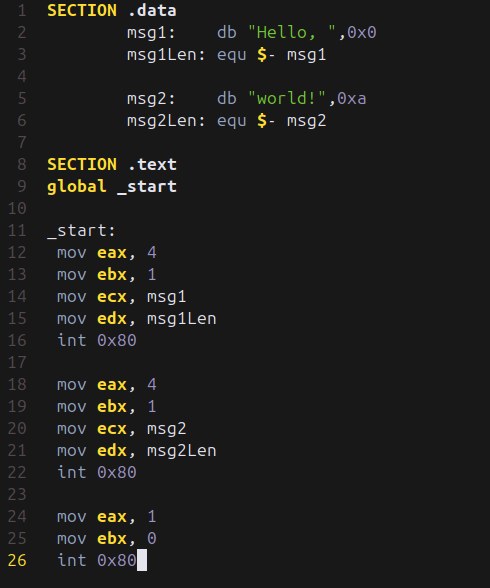 1 SECTION .data
2         msg1:    db "Hello, ",0x0
3         msg1Len: equ $- msg1
4
5         msg2:    db "world!",0xa
6         msg2Len: equ $- msg2
7
8 SECTION .text
9 global _start
10
11 _start:
12  mov eax, 4
13  mov ebx, 1
14  mov ecx, msg1
15  mov edx, msg1Len
16  int 0x80
17
18  mov eax, 4
19  mov ebx, 1
20  mov ecx, msg2
21  mov edx, msg2Len
22  int 0x80
23
24  mov eax, 1
25  mov ebx, 0
26  int 0x80